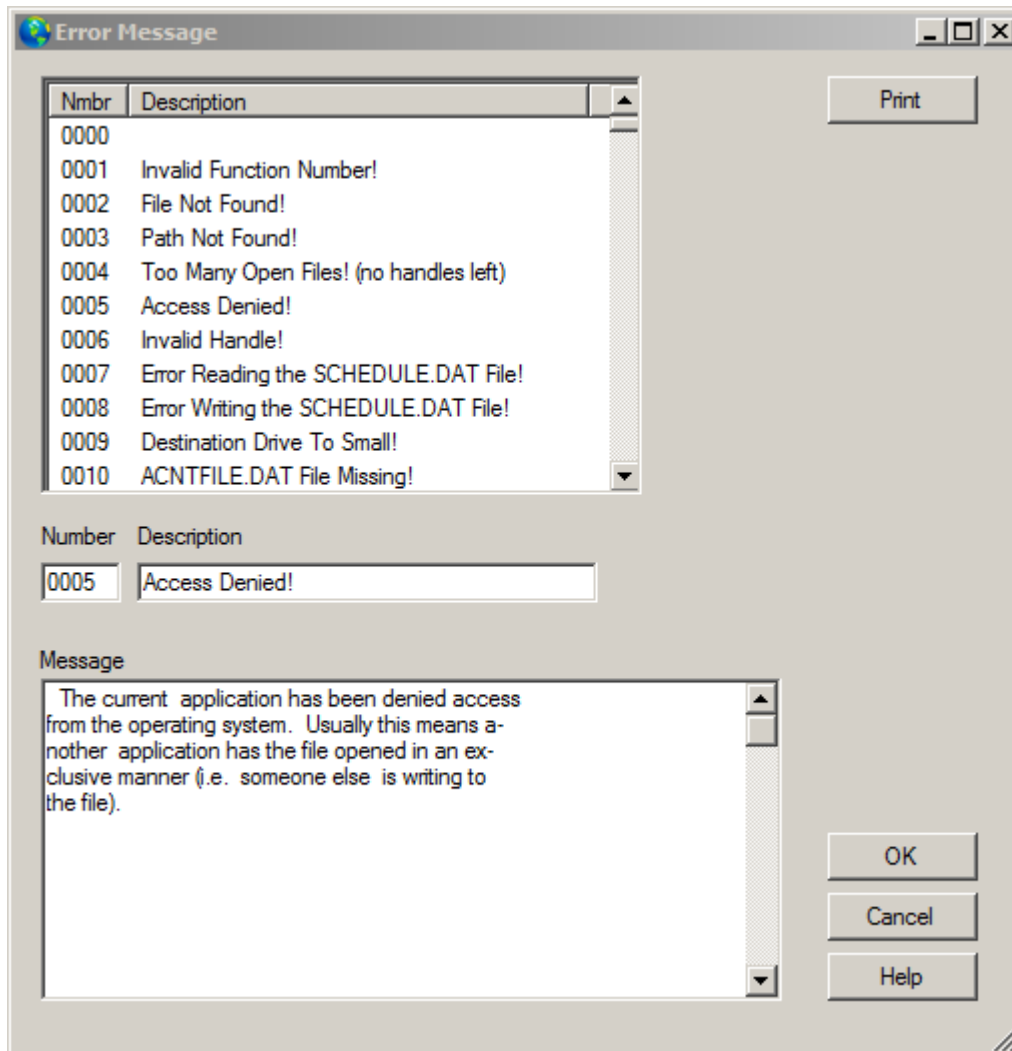 Error Message
Nmbr Description
Print
0000
0001 Invalid Function Number!
0002 File Not Found!
0003 Path Not Found!
0004 Too Many Open Files! (no handles left)
0005 Access Denied!
0006 Invalid Handle!
0007 Error Reading the SCHEDULE.DAT File!
0008 Error Writing the SCHEDULE.DAT File!
0009 Destination Drive To Small!
0010 ACNTFILE.DAT File Missing!
Number Description
0005 Access Denied!
Message
The current  application has been denied access
from the operating system.  Usually this means a-
nother  application has the file opened in an ex-
clusive manner (i.e.  someone else  is writing to
the file).
OK
Cancel
Help